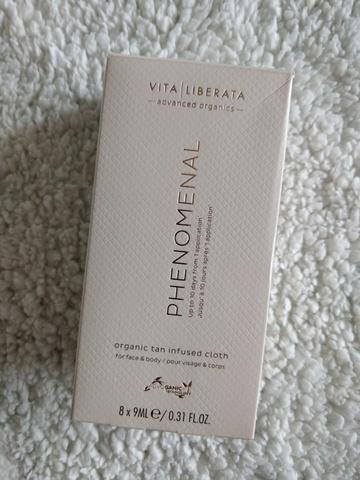 VITA LIBERATA
advanced organics
PHENOMENAL
Up to 10 days from 1 application
Jusqu'à 10 jours après 1 application
organic tan infused cloth
for face & body / pour visage & corps
8 x 9ML e / 0.31 FL.OZ.